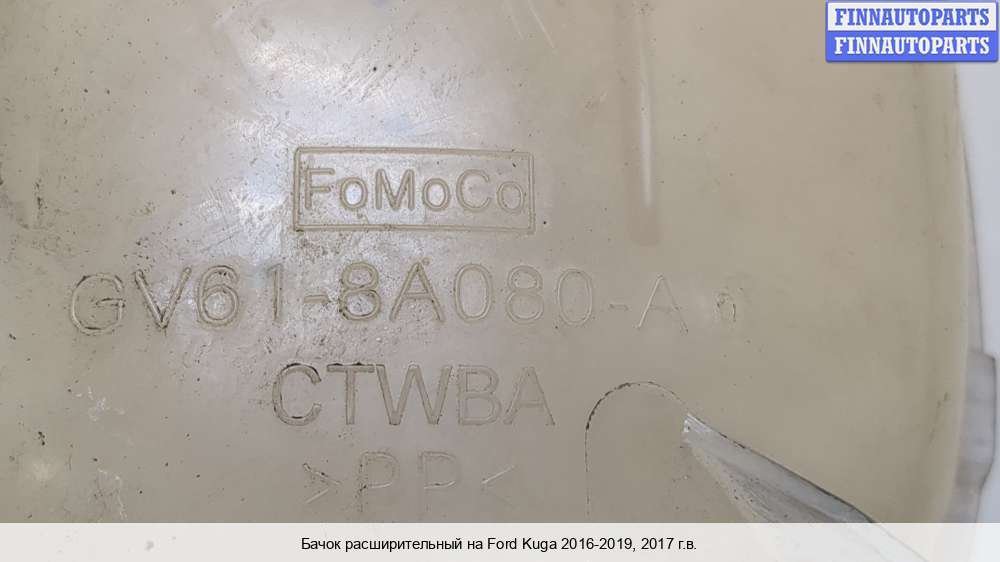 FINNAUTOPARTS
FINNAUTOPARTS
FoMoCo
GV61-8A080-A
CTWBA
>PP<
Бачок расширительный на Ford Kuga 2016-2019, 2017 г.в.